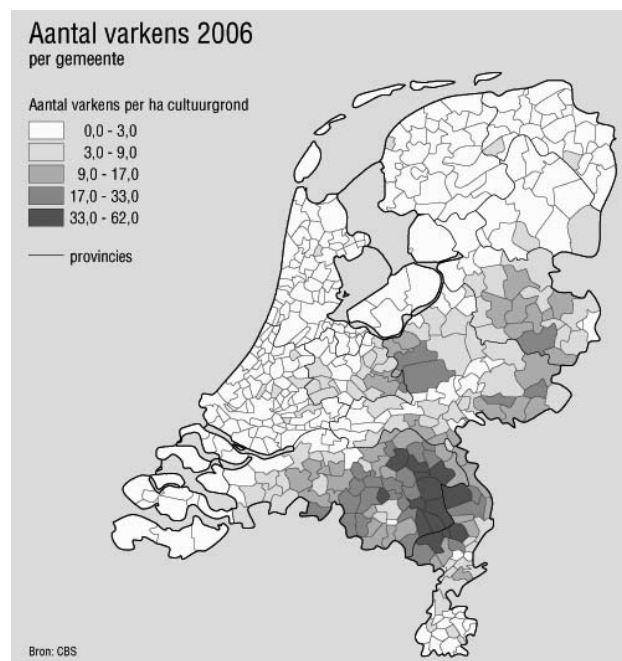 Aantal varkens 2006
per gemeente
Aantal varkens per ha cultuurgrond
0,0 - 3,0
3,0 - 9,0
9,0 - 17,0
17,0 - 33,0
33,0 - 62,0
provincies
Bron: CBS